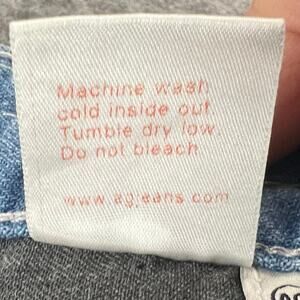 Machine wash
cold inside out
Tumble dry low.
Do not bleach
www.agjeans.com